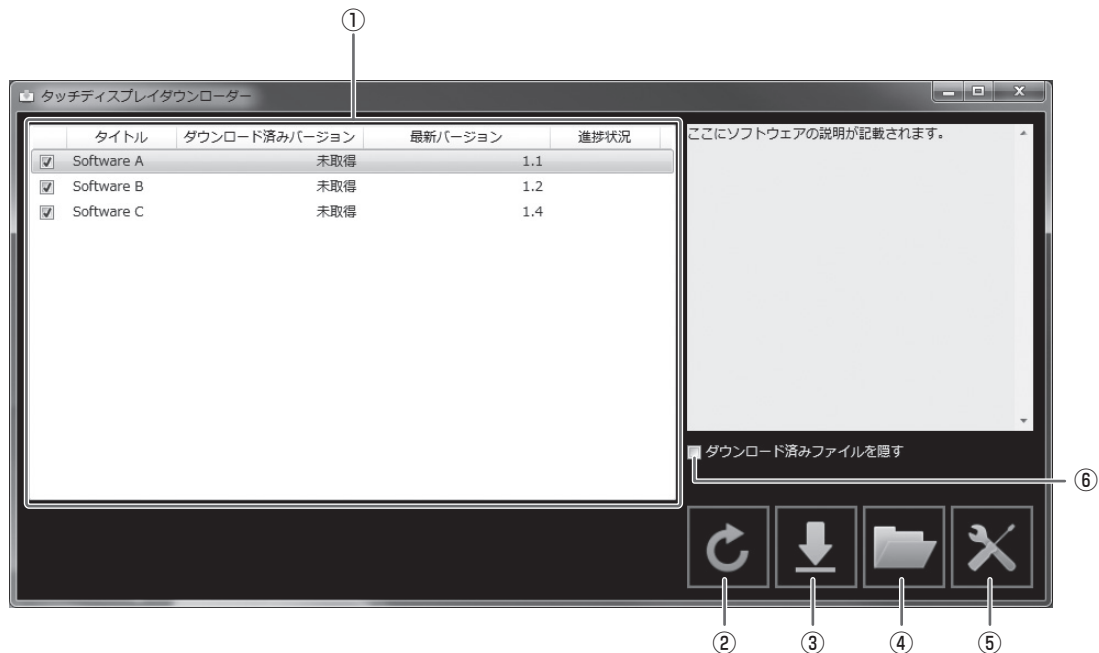 ①
タッチディスプレイダウンローダー
タイトル ダウンロード済みバージョン 最新バージョン 進捗状況
Software A 未取得 1.1
Software B 未取得 1.2
Software C 未取得 1.4
ここにソフトウェアの説明が記載されます。
ダウンロード済みファイルを隠す
⑥
② ③ ④ ⑤